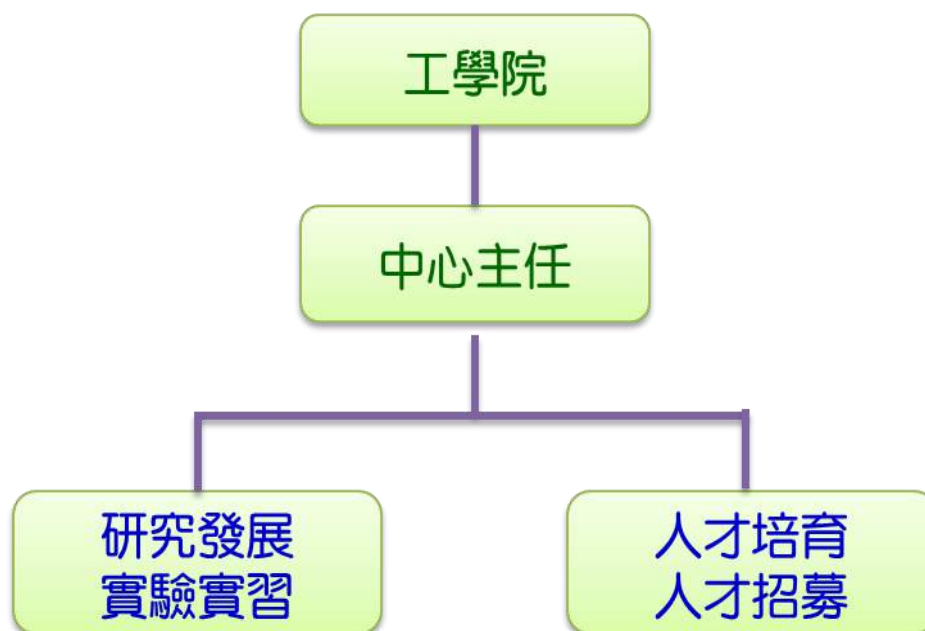 工學院
中心主任
研究發展
實驗實習
人才培育
人才招募